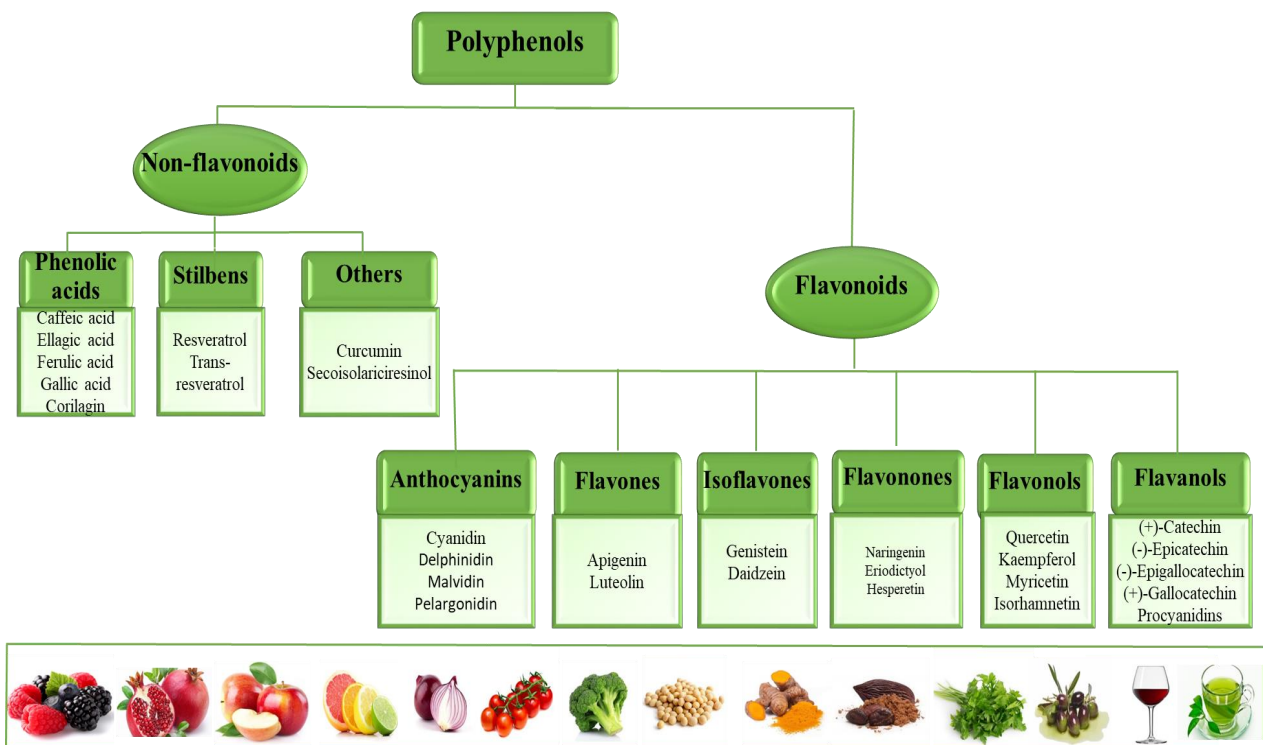 Polyphenols
Non-flavonoids
Phenolic
acids
Caffeic acid
Ellagic acid
Ferulic acid
Gallic acid
Corilagin
Stilbens
Resveratrol
Trans-
resveratrol
Others
Curcumin
Secoisolariciresinol
Flavonoids
Anthocyanins
Cyanidin
Delphinidin
Malvidin
Pelargonidin
Flavones
Apigenin
Luteolin
Isoflavones
Genistein
Daidzein
Flavonones
Naringenin
Eriodictyol
Hesperetin
Flavonols
Quercetin
Kaempferol
Myricetin
Isorhamnetin
Flavanols
(+)-Catechin
(-)-Epicatechin
(-)-Epigallocatechin
(+)-Gallocatechin
Procyanidins